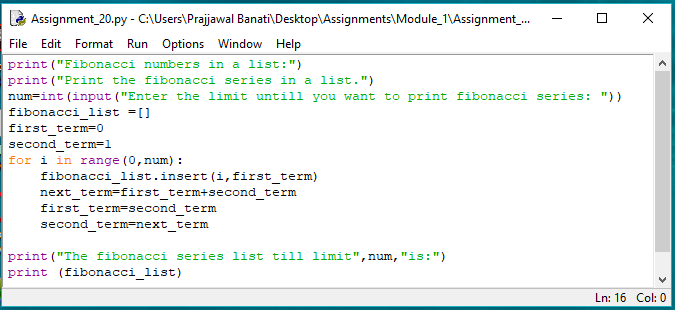 Assignment_20.py - C:\Users\Prajjawal Banati\Desktop\Assignments\Module_1\Assignment_...
File Edit Format Run Options Window Help
print("Fibonacci numbers in a list:")
print("Print the fibonacci series in a list.")
num=int(input("Enter the limit untill you want to print fibonacci series: "))
fibonacci_list =[]
first_term=0
second_term=1
for i in range(0,num):
    fibonacci_list.insert(i,first_term)
    next_term=first_term+second_term
    first_term=second_term
    second_term=next_term

print("The fibonacci series list till limit",num,"is:")
print (fibonacci_list)
Ln: 16 Col: 0